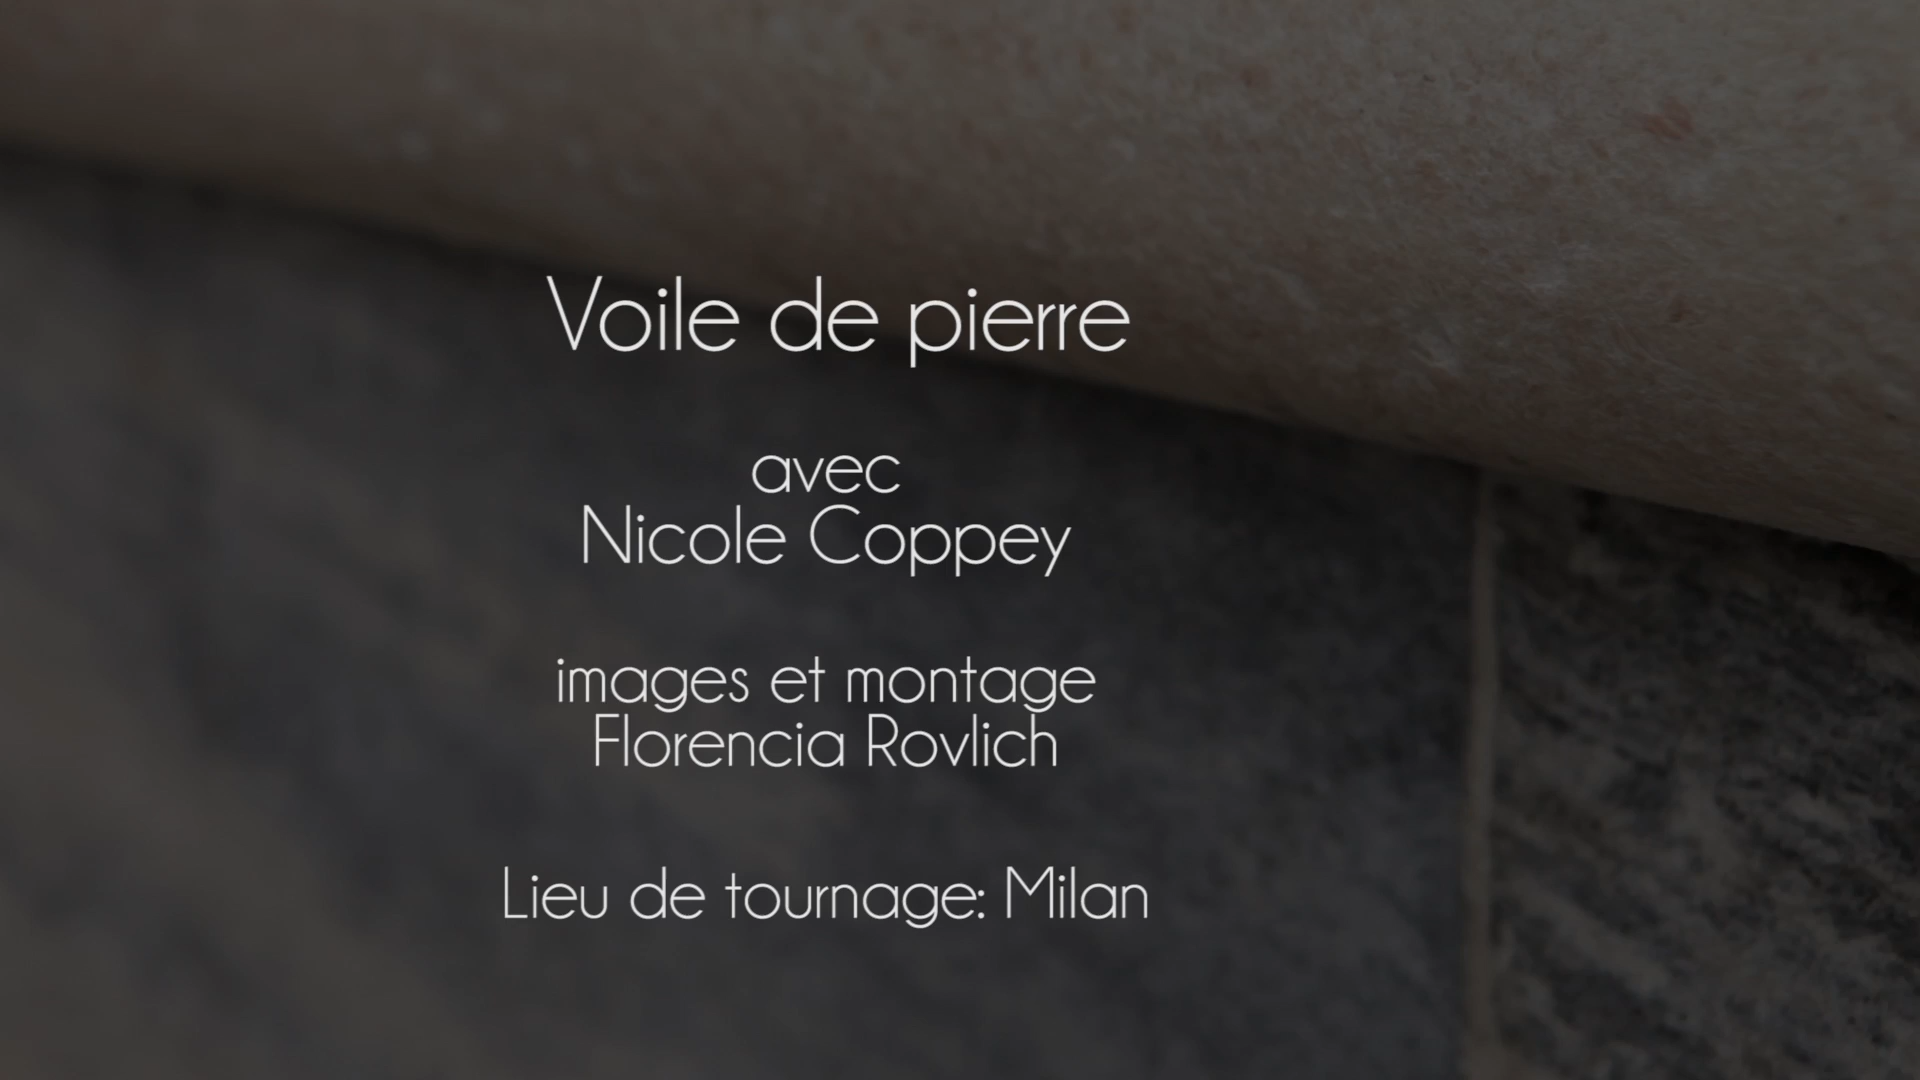 Voile de pierre
avec
Nicole Coppey
images et montage
Florencia Rovlich
Lieu de tournage: Milan